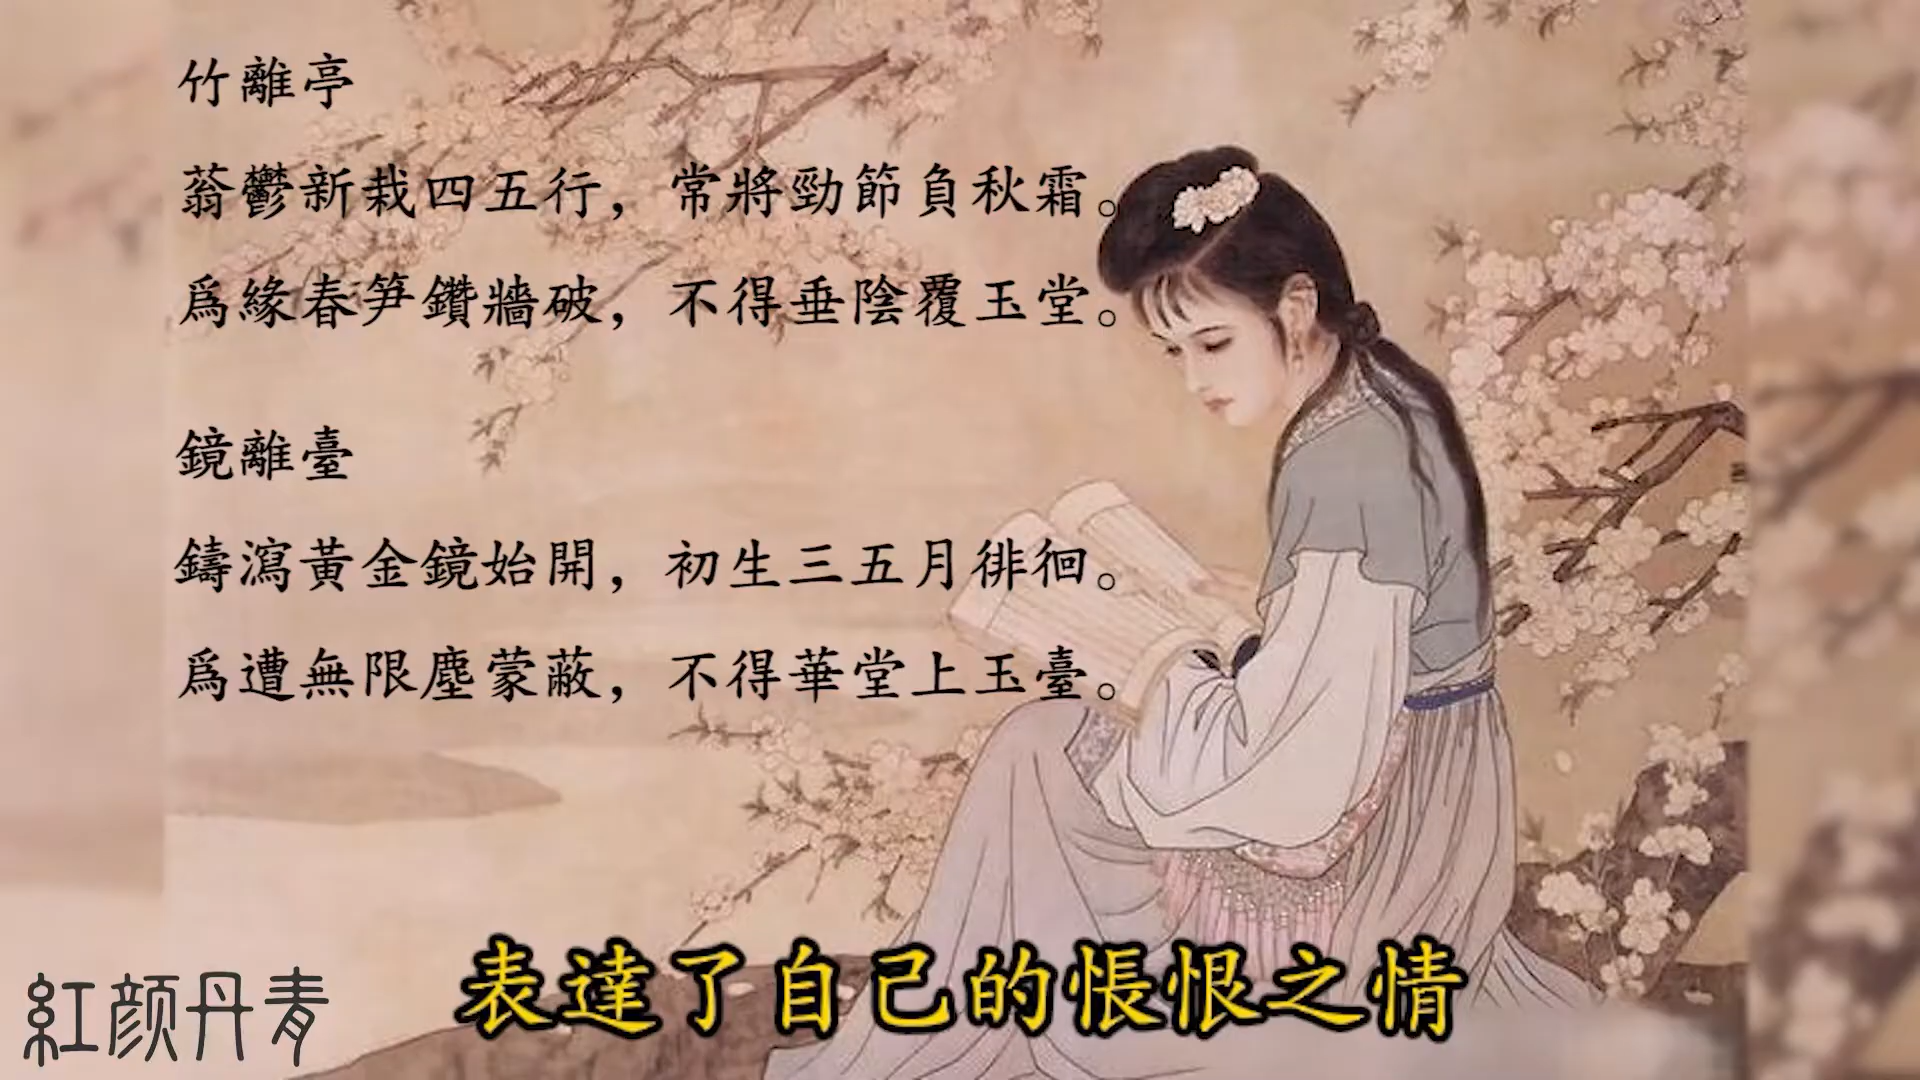 竹離亭
蓊鬱新栽四五行，常將勁節負秋霜。
爲緣春筍鑽牆破，不得垂陰覆玉堂。
鏡離臺
鑄瀉黃金鏡始開，初生三五月徘徊。
爲遭無限塵蒙蔽，不得華堂上玉臺。
表達了自己的悵恨之情
紅颜丹青